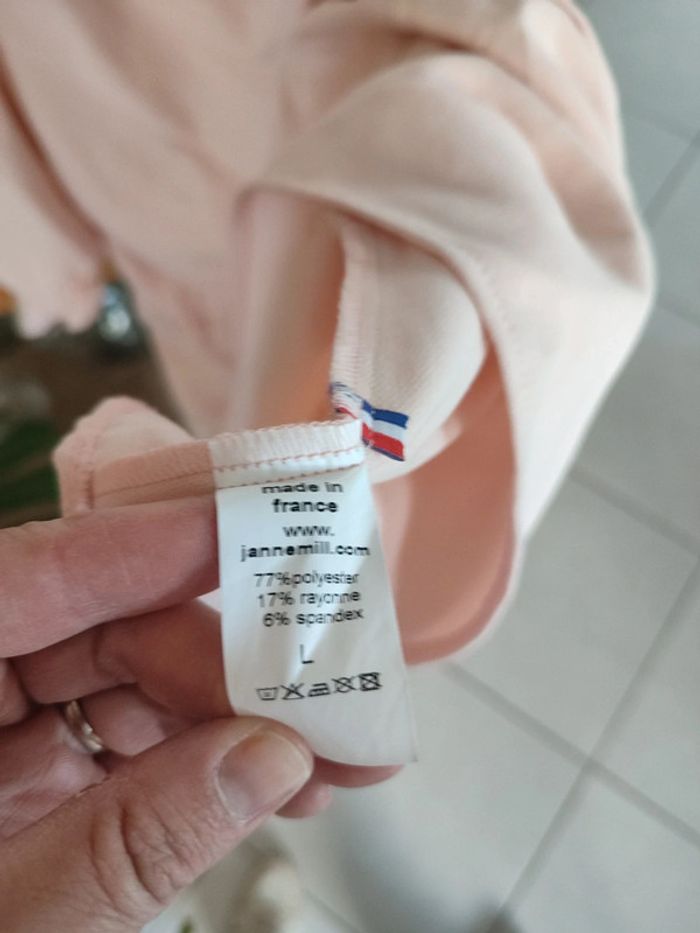 made in
france
www.
jannemill.com
77%polyester
17% rayonne
6% spandex
L